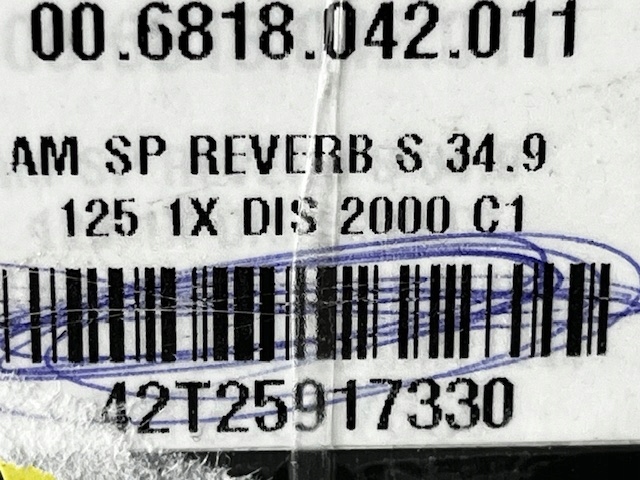 00.6818.042.011
AM SP REVERB S 34.9
125 1X DIS 2000 C1
42T25917330